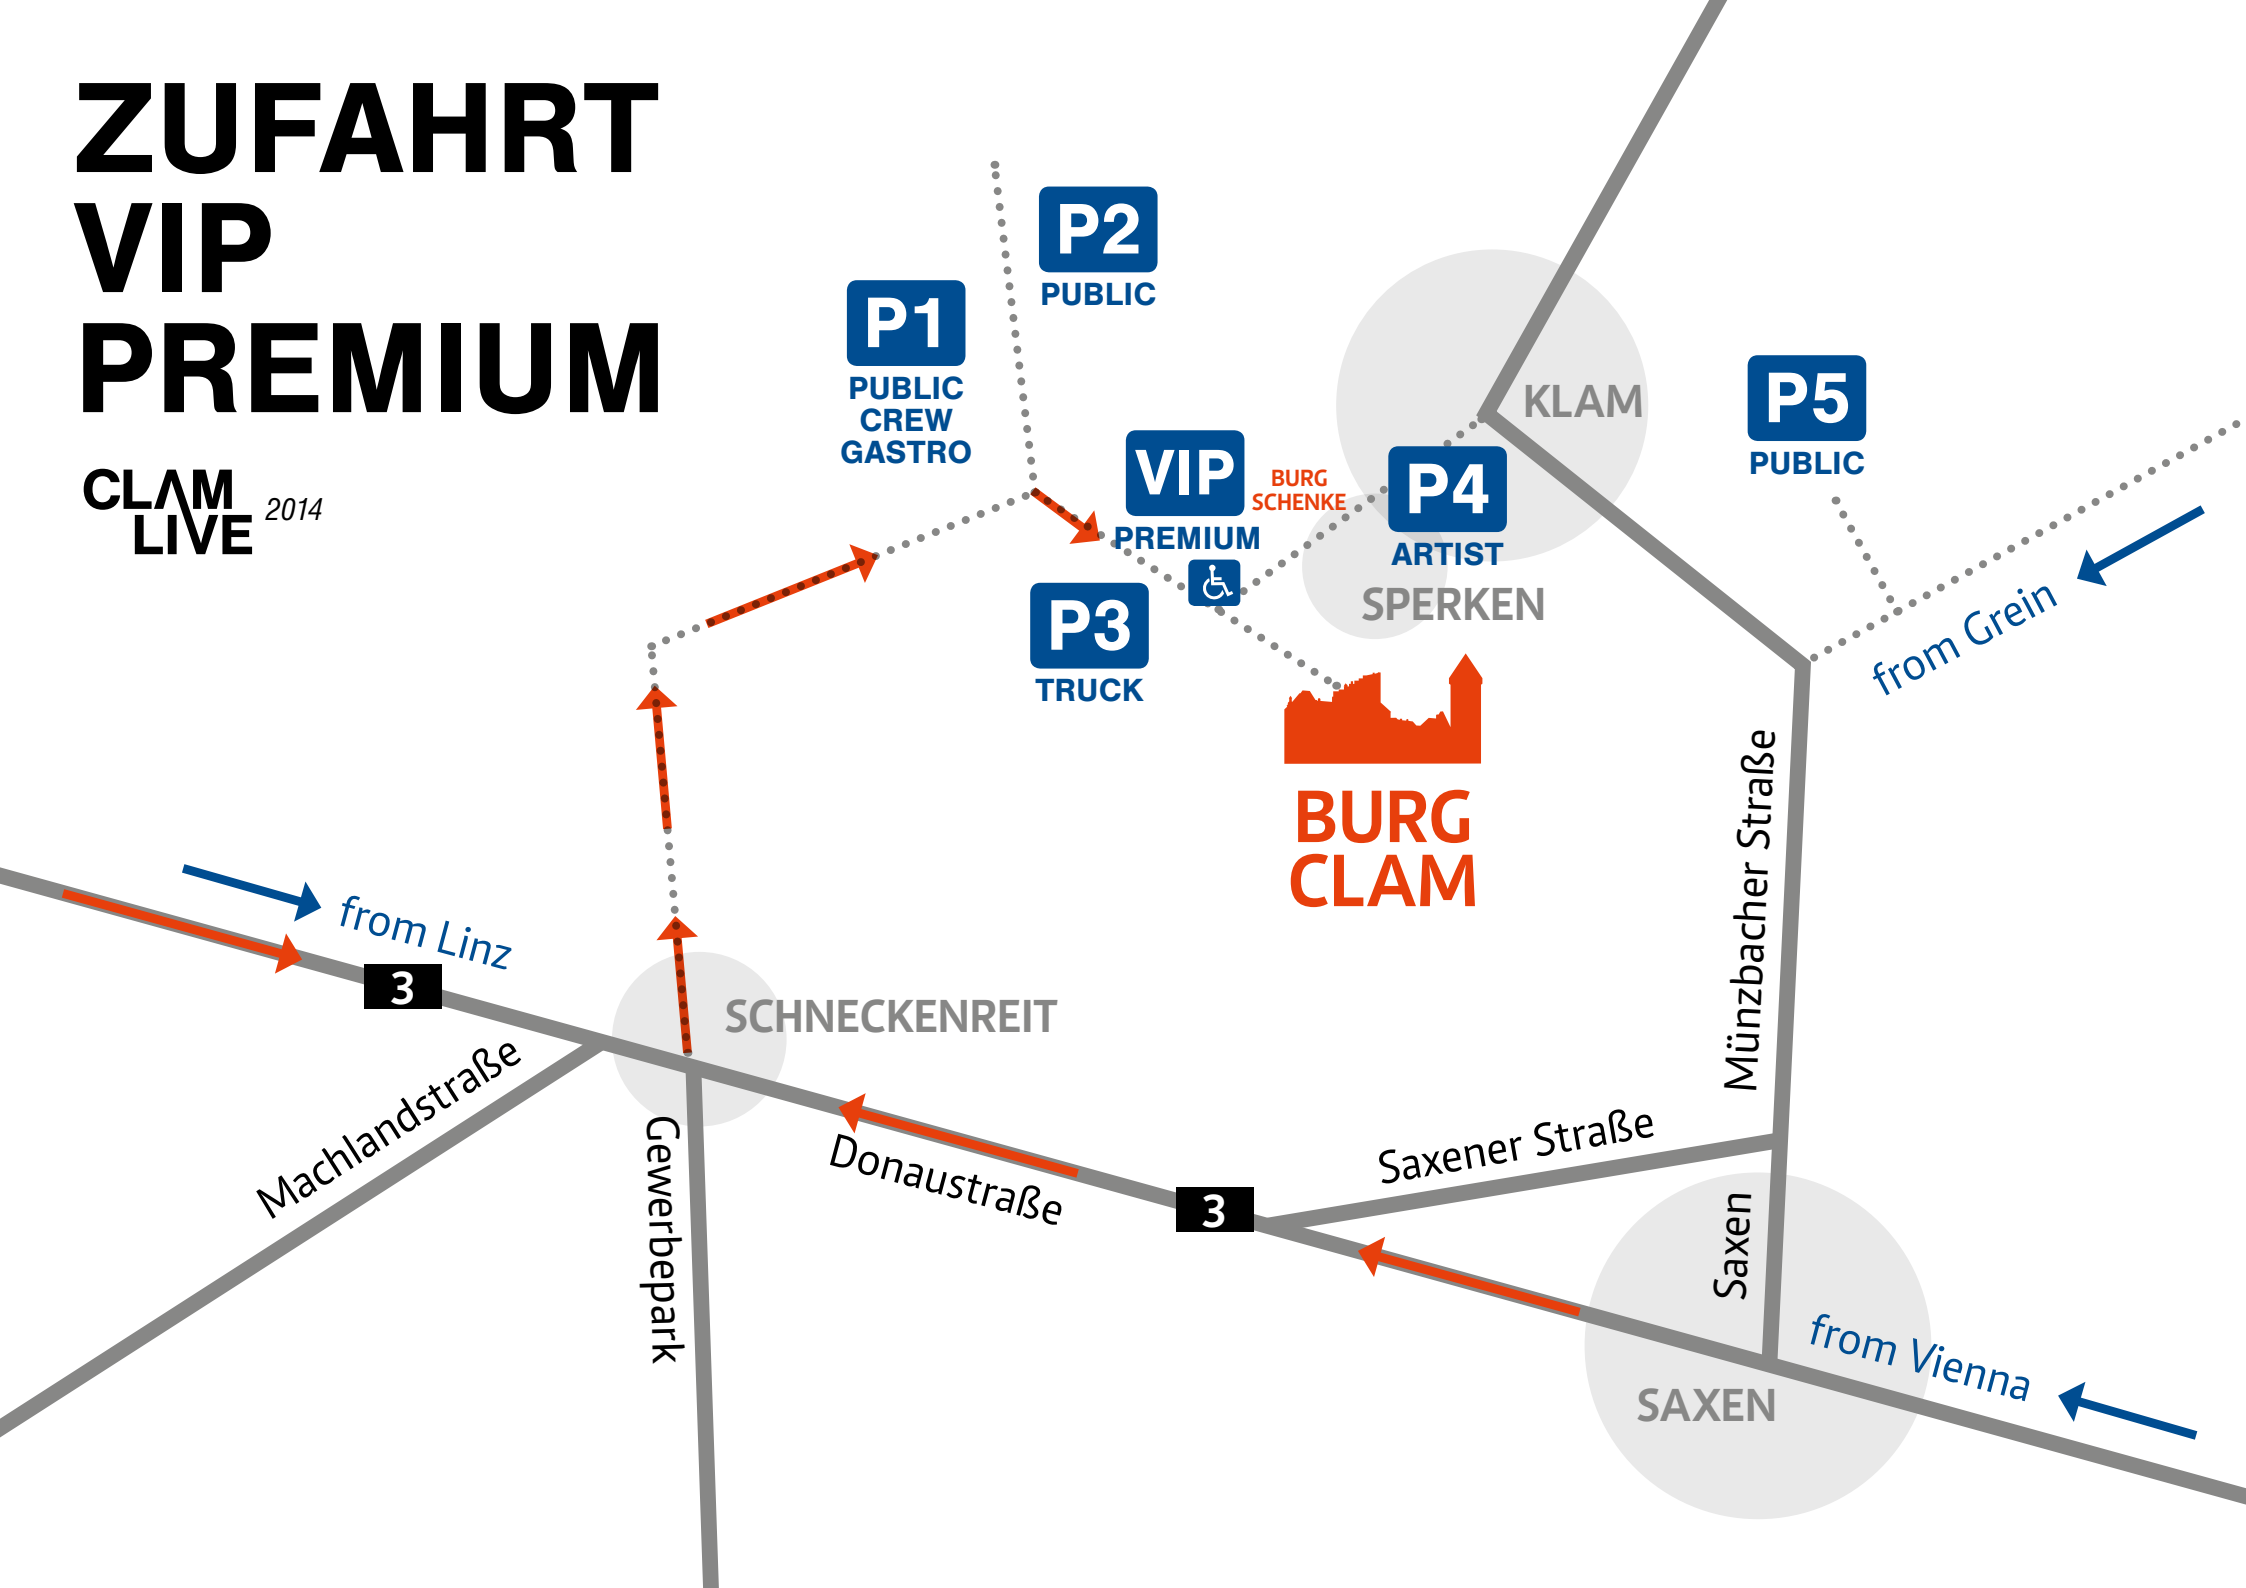 ZUFAHRT
VIP
PREMIUM
CLAM
LIVE 2014
P2
PUBLIC
P1
PUBLIC
CREW
GASTRO
VIP
PREMIUM
BURG
SCHENKE
P4
ARTIST
KLAM
P5
PUBLIC
SPERKEN
P3
TRUCK
from Grein
BURG
CLAM
Münzbacher Straße
from Linz
3
SCHNECKENREIT
Machlandstraße
Gewerbepark
Donaustraße
3
Saxener Straße
Saxen
from Vienna
SAXEN